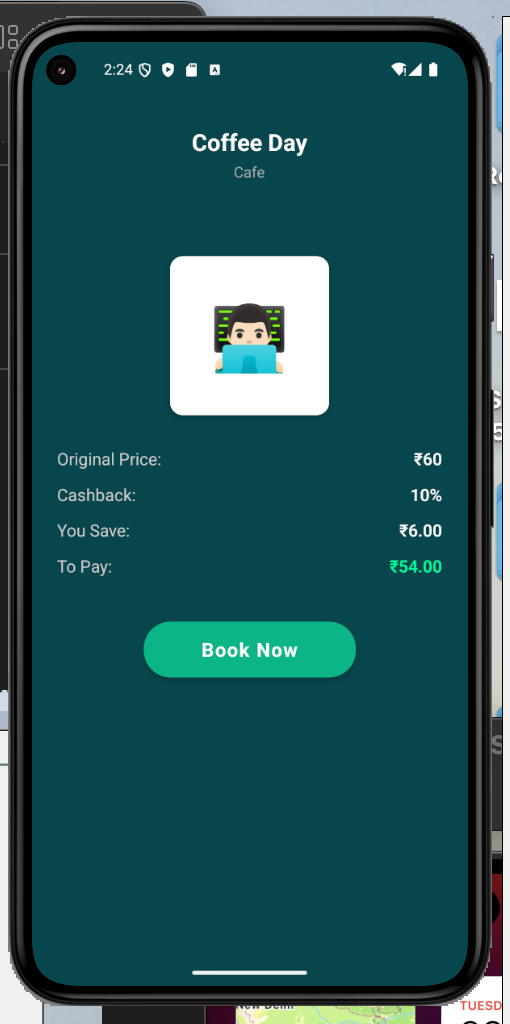 2:24
Coffee Day
Cafe
Original Price: ₹60
Cashback: 10%
You Save: ₹6.00
To Pay: ₹54.00
Book Now
New Delhi
TUESD